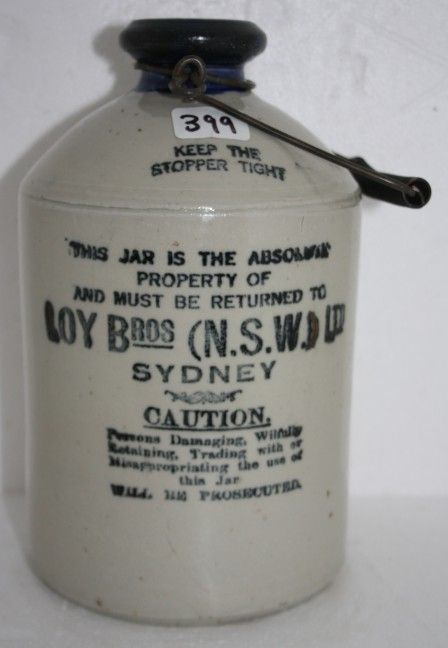 399
KEEP THE
STOPPER TIGHT
THIS JAR IS THE ABSOLUTE
PROPERTY OF
AND MUST BE RETURNED TO
LOY BROS (N.S.W.) LTD
SYDNEY
CAUTION.
Persons Damaging, Wilfully
Retaining, Trading with or
Misappropriating the use of
this Jar
WILL BE PROSECUTED.